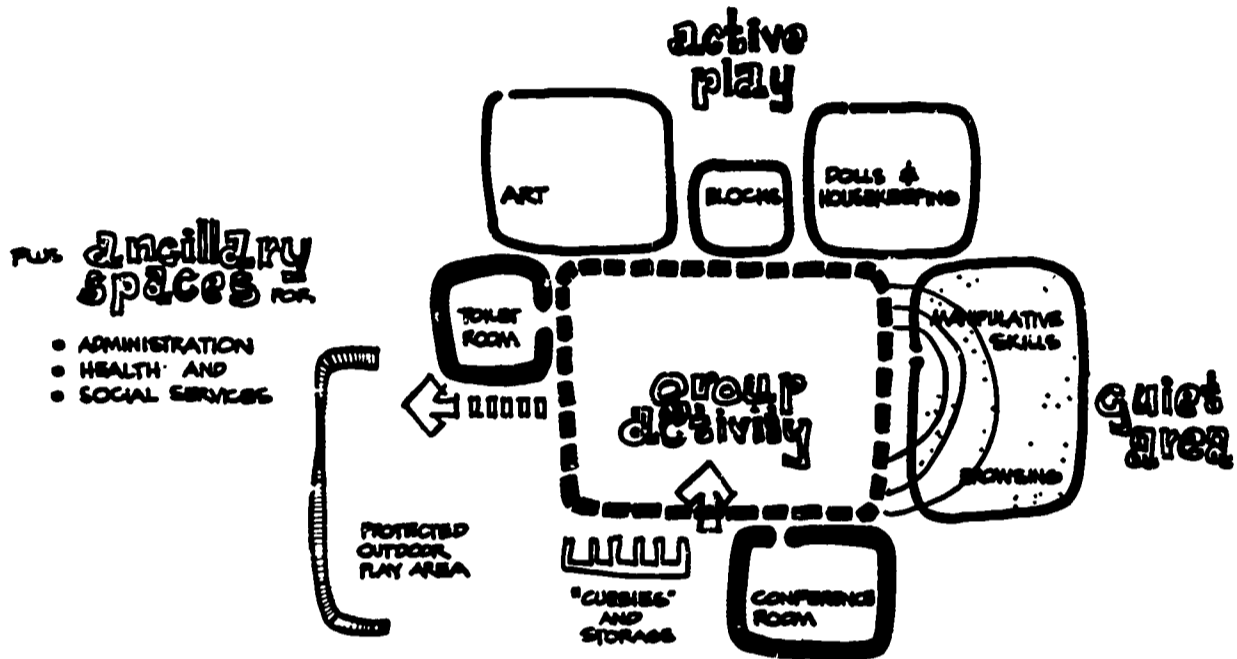 active
play
ART
BLOCKS
DOLLS &
HOUSEKEEPING
PLUS ancillary
spaces FOR
• ADMINISTRATION
• HEALTH AND
• SOCIAL SERVICES
TOILET
ROOM
MANIPULATIVE
SKILLS
group
activity
quiet
area
BROWSING
PROTECTED
OUTDOOR
PLAY AREA
"CUBBIES"
AND
STORAGE
CONFERENCE
ROOM